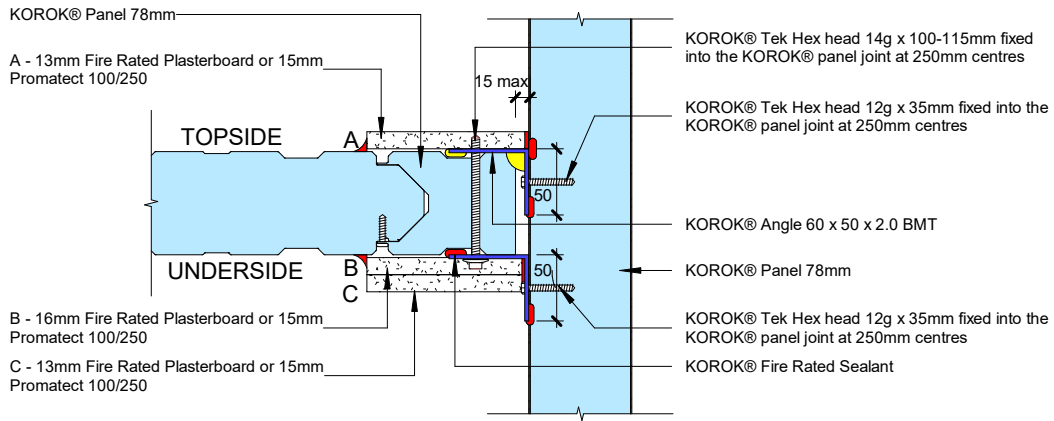 KOROK® Panel 78mm
A - 13mm Fire Rated Plasterboard or 15mm
Promatect 100/250
TOPSIDE
A
15 max
KOROK® Tek Hex head 14g x 100-115mm fixed
into the KOROK® panel joint at 250mm centres
KOROK® Tek Hex head 12g x 35mm fixed into the
KOROK® panel joint at 250mm centres
50
KOROK® Angle 60 x 50 x 2.0 BMT
UNDERSIDE
B
C
50
KOROK® Panel 78mm
B - 16mm Fire Rated Plasterboard or 15mm
Promatect 100/250
C - 13mm Fire Rated Plasterboard or 15mm
Promatect 100/250
KOROK® Tek Hex head 12g x 35mm fixed into the
KOROK® panel joint at 250mm centres
KOROK® Fire Rated Sealant